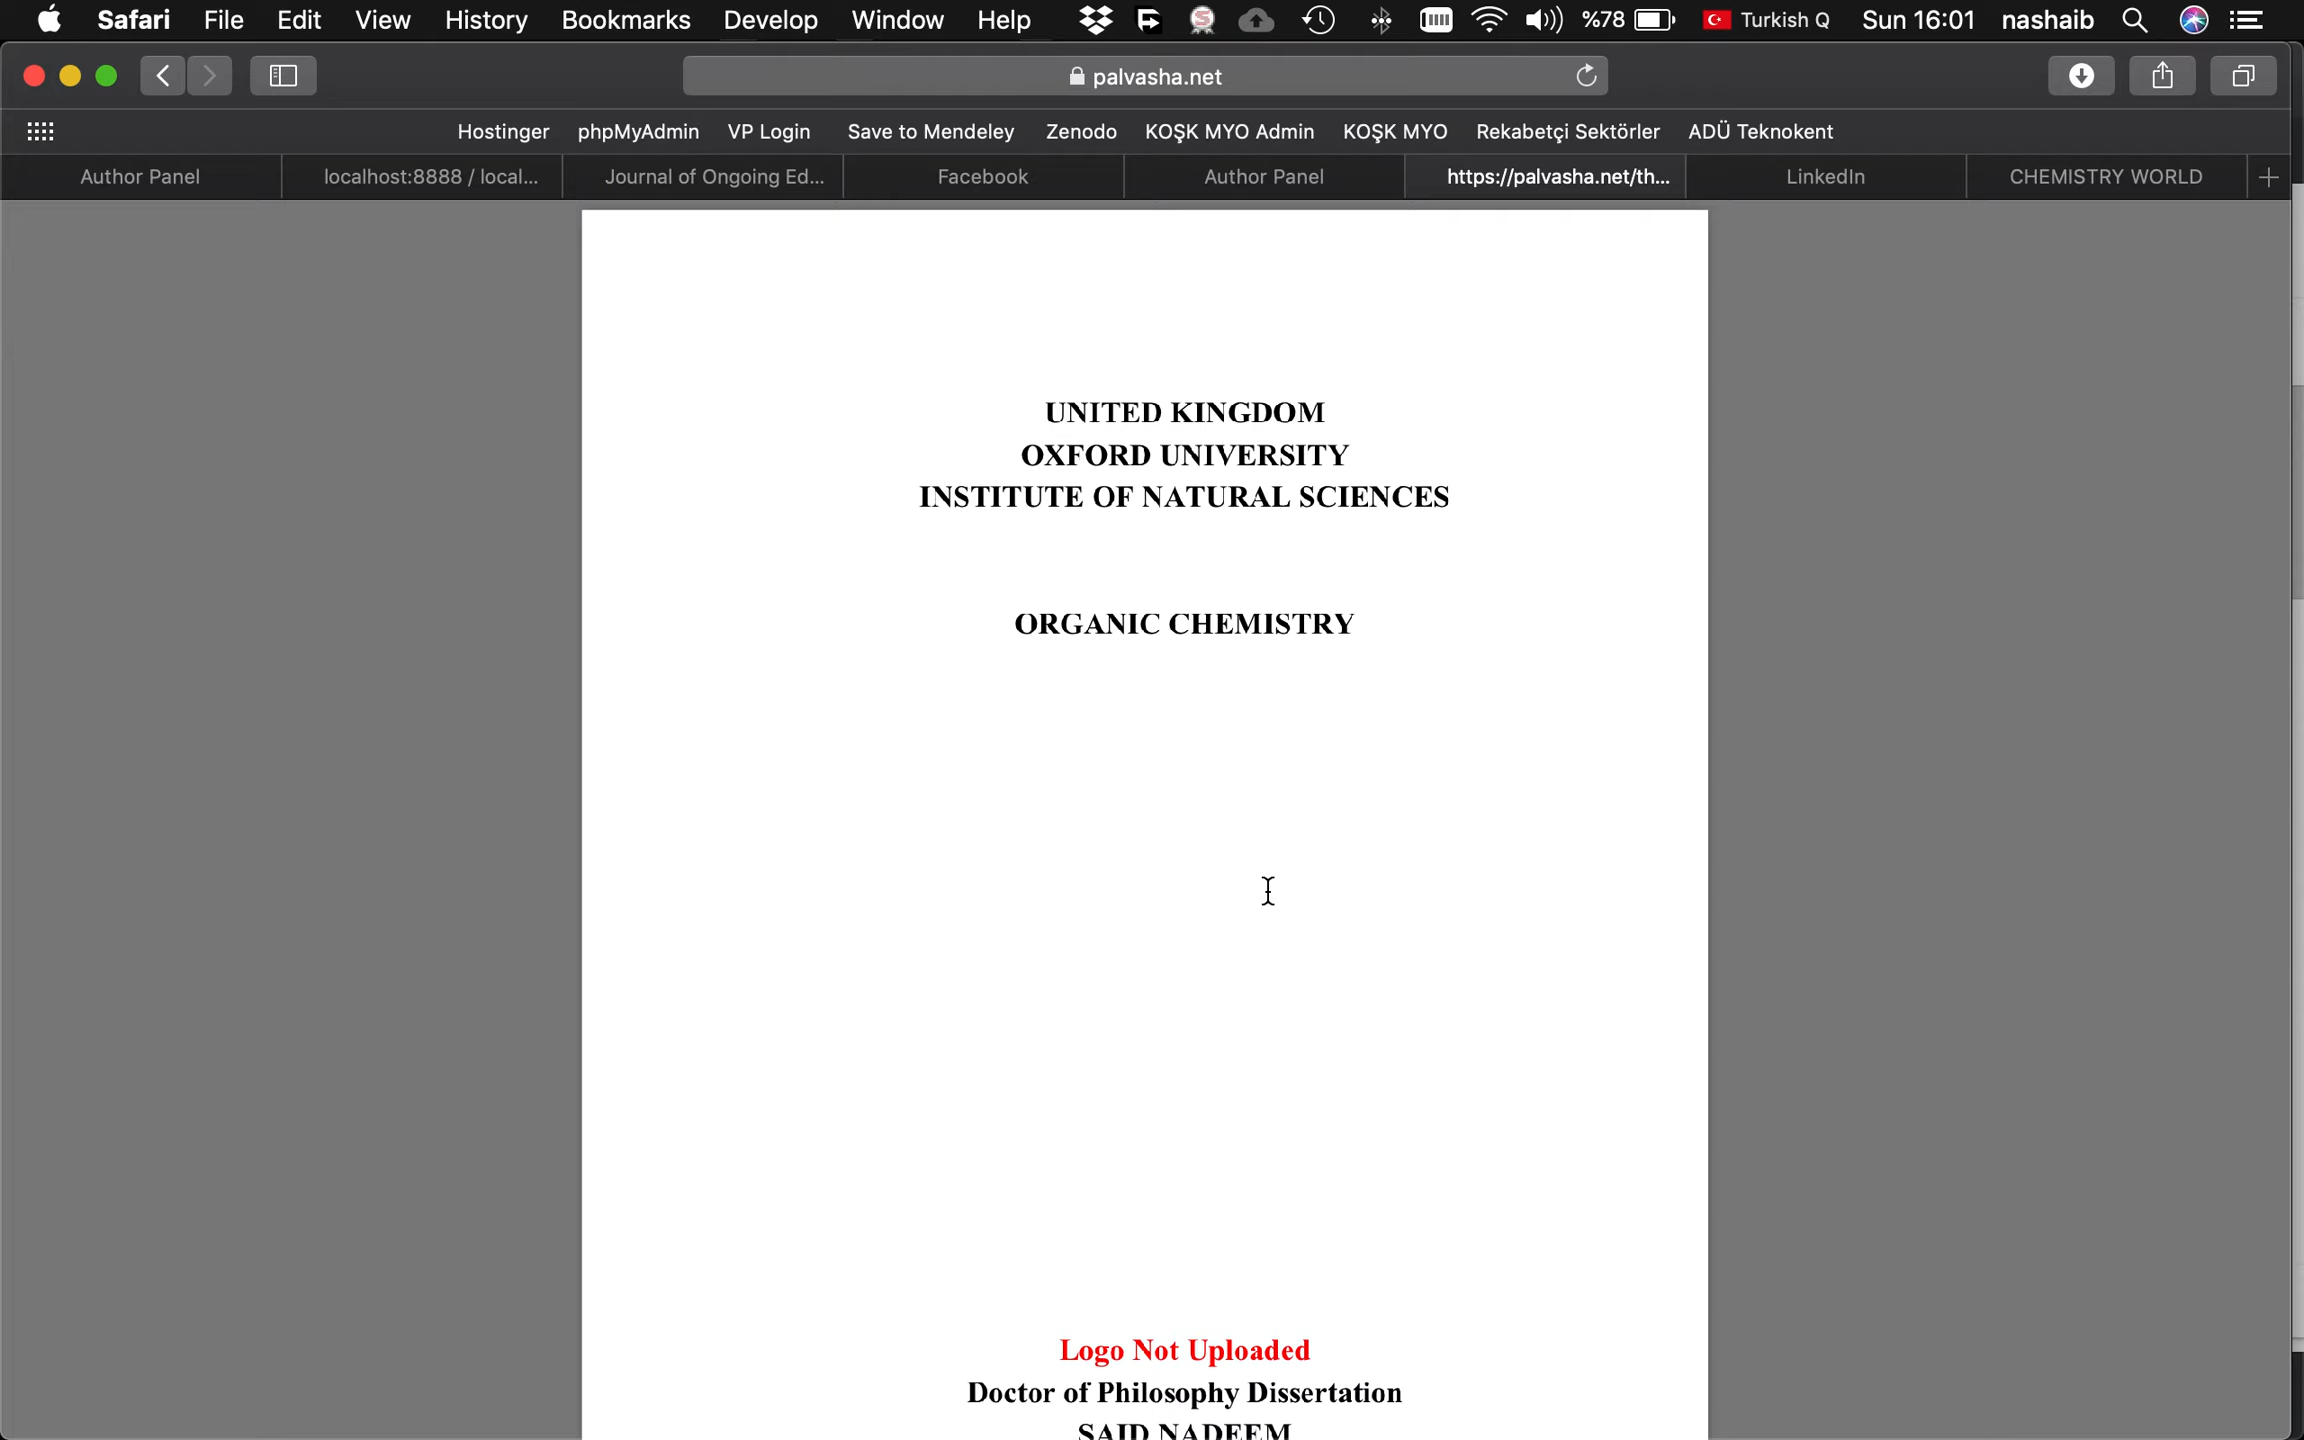 Safari File Edit View History Bookmarks Develop Window Help %78 Turkish Q Sun 16:01 nashaib
palvasha.net
Hostinger phpMyAdmin VP Login Save to Mendeley Zenodo KOŞK MYO Admin KOŞK MYO Rekabetçi Sektörler ADÜ Teknokent
Author Panel localhost:8888 / local... Journal of Ongoing Ed... Facebook Author Panel https://palvasha.net/th... LinkedIn CHEMISTRY WORLD
UNITED KINGDOM
OXFORD UNIVERSITY
INSTITUTE OF NATURAL SCIENCES
ORGANIC CHEMISTRY
Logo Not Uploaded
Doctor of Philosophy Dissertation
SAID NADEEM